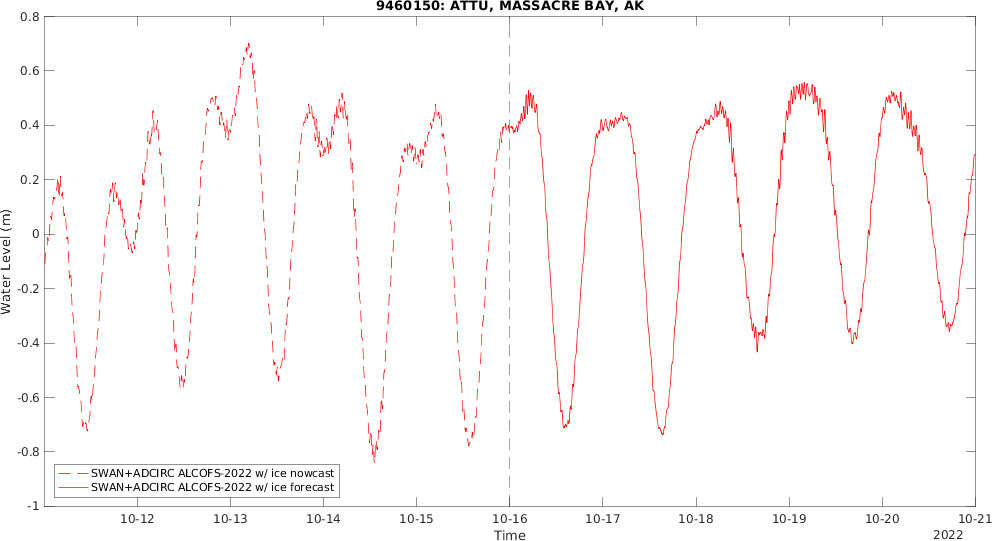 9460150: ATTU, MASSACRE BAY, AK
Water Level (m)
0.8
0.6
0.4
0.2
0
-0.2
-0.4
-0.6
-0.8
-1
SWAN+ADCIRC ALCOFS-2022 w/ ice nowcast
SWAN+ADCIRC ALCOFS-2022 w/ ice forecast
10-12 10-13 10-14 10-15 10-16 10-17 10-18 10-19 10-20 10-21
Time
2022